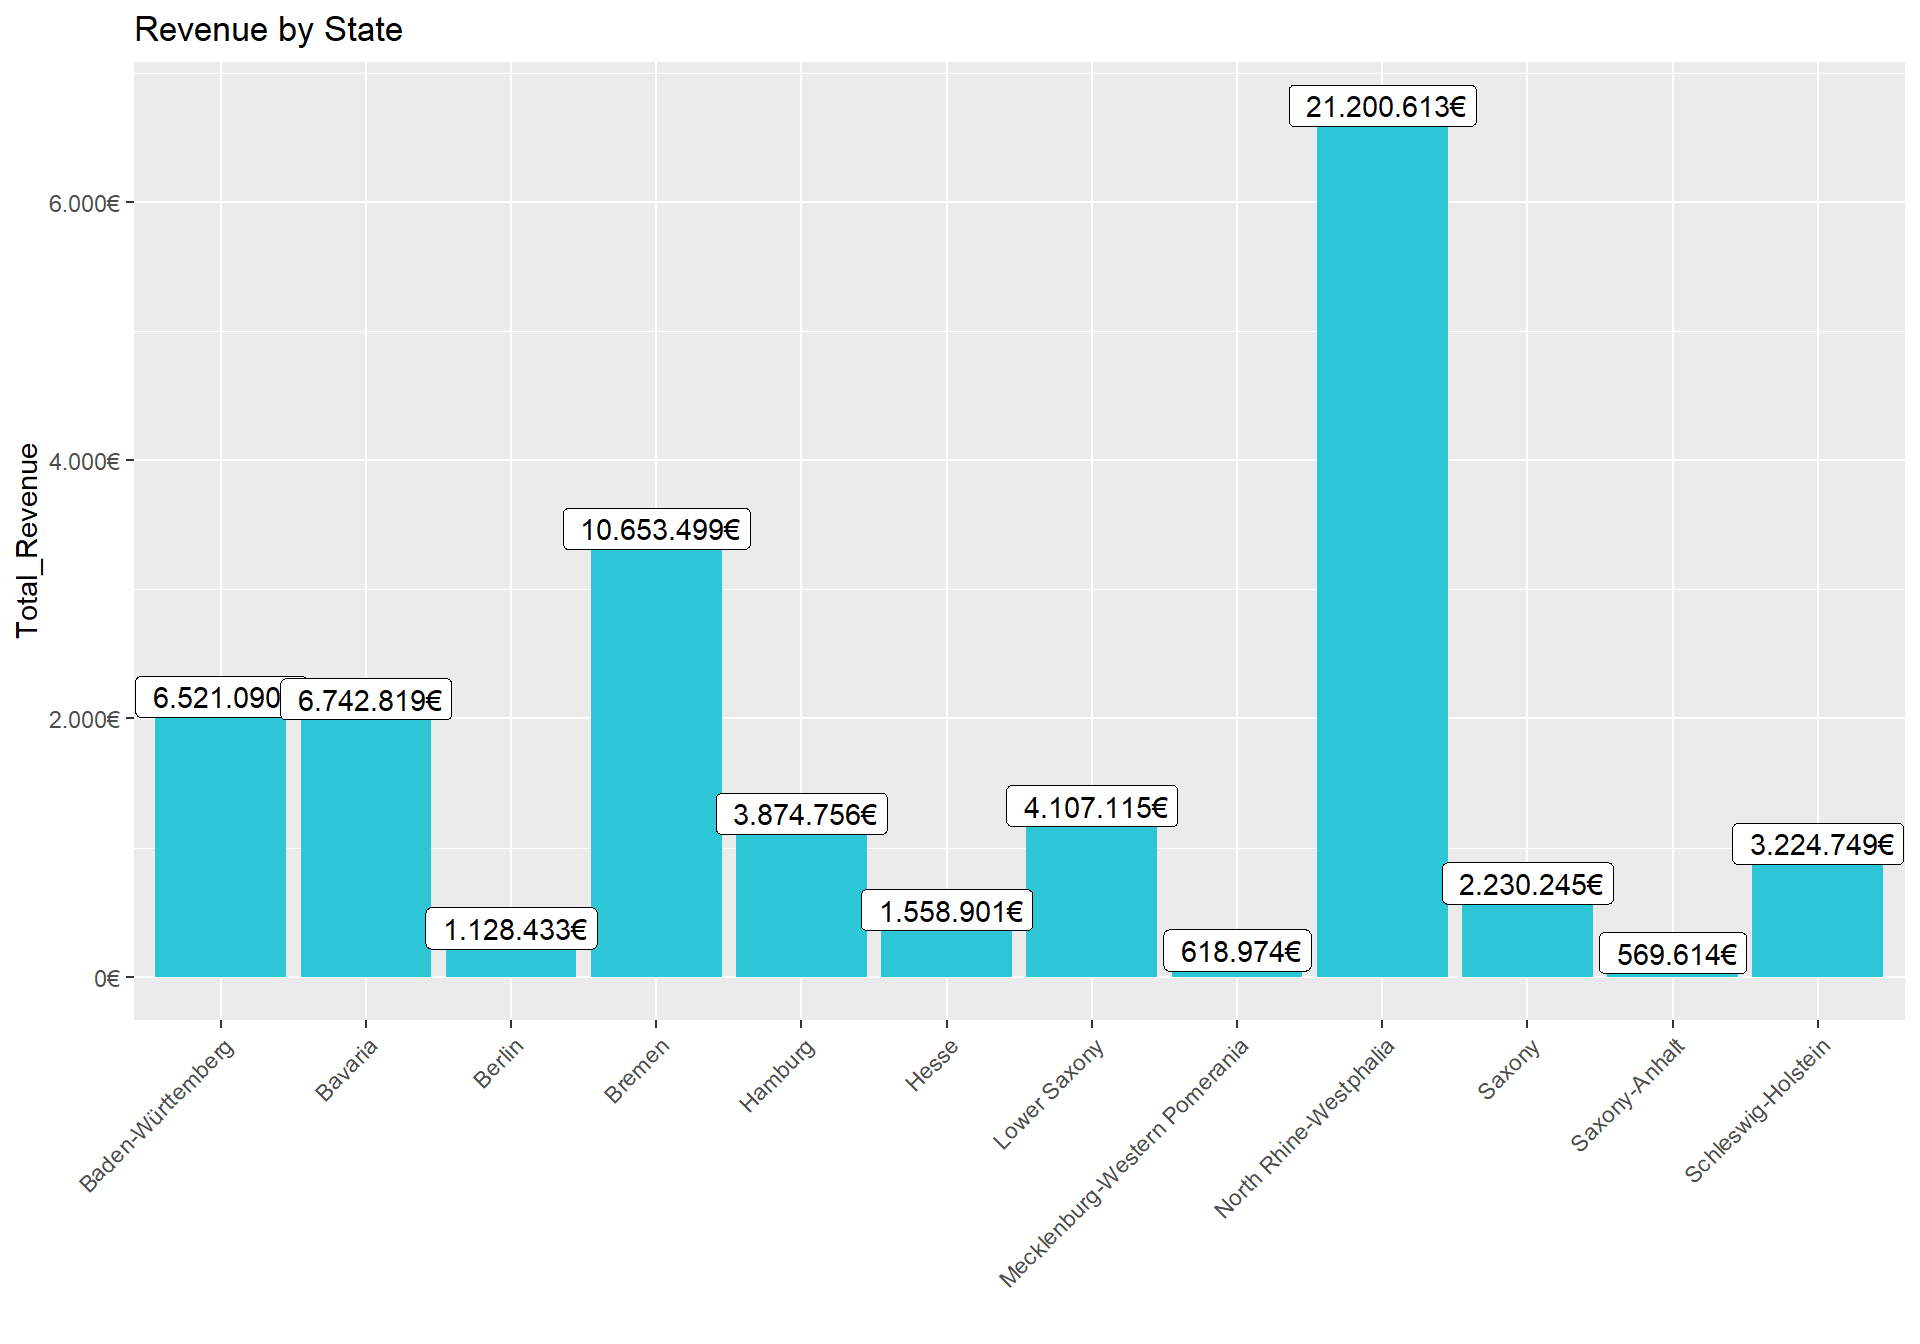 Revenue by State
Total_Revenue
6.000€
4.000€
2.000€
0€
6.521.090
6.742.819€
1.128.433€
10.653.499€
3.874.756€
1.558.901€
4.107.115€
618.974€
21.200.613€
2.230.245€
569.614€
3.224.749€
Baden-Württemberg
Bavaria
Berlin
Bremen
Hamburg
Hesse
Lower Saxony
Mecklenburg-Western Pomerania
North Rhine-Westphalia
Saxony
Saxony-Anhalt
Schleswig-Holstein